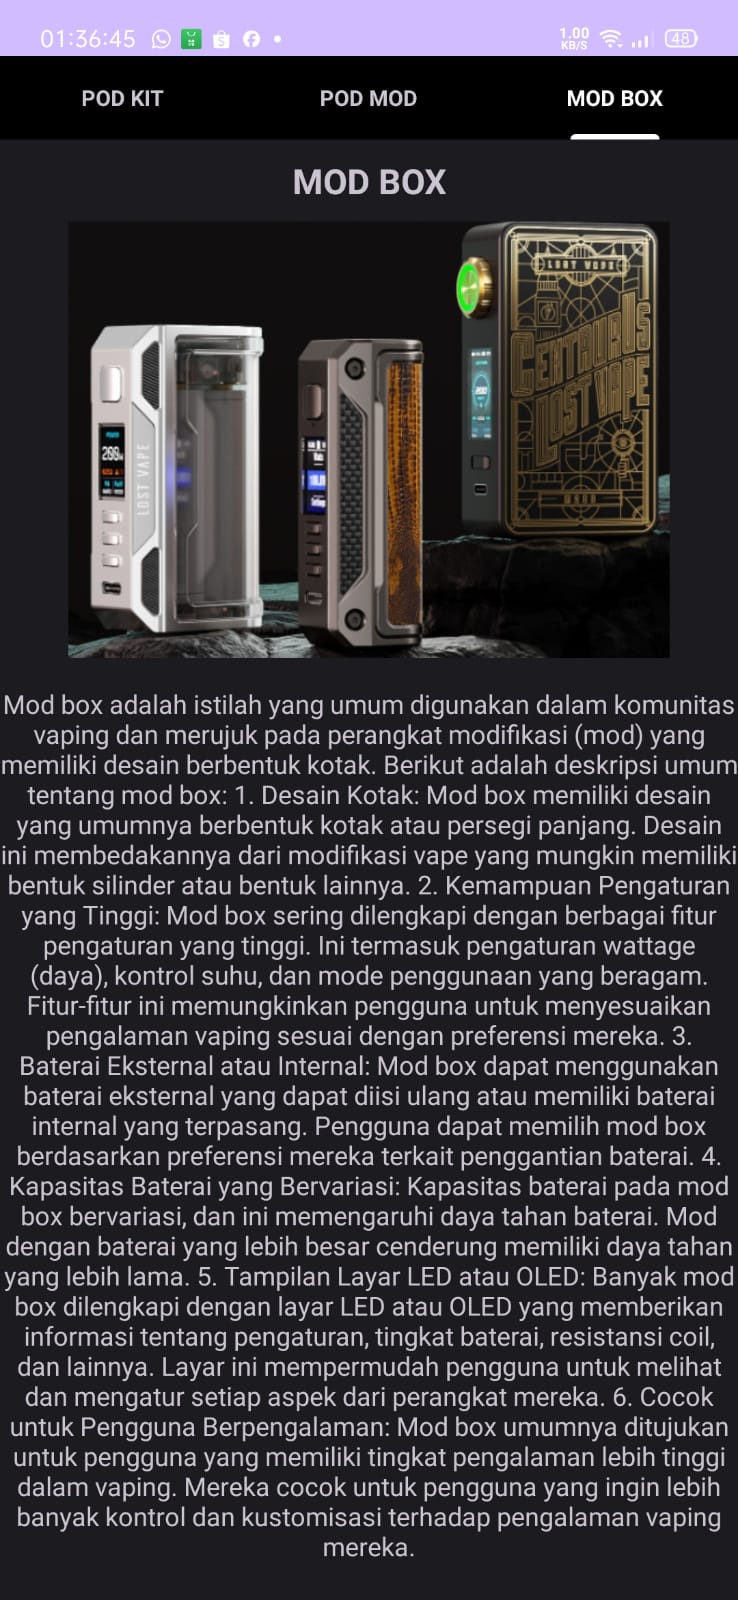 01:36:45
1.00
KB/S
48
POD KIT
POD MOD
MOD BOX
MOD BOX
LOST VAPE
CENTAURUS
LOST VAPE
200W
LOST VAPE
Mod box adalah istilah yang umum digunakan dalam komunitas
vaping dan merujuk pada perangkat modifikasi (mod) yang
memiliki desain berbentuk kotak. Berikut adalah deskripsi umum
tentang mod box: 1. Desain Kotak: Mod box memiliki desain
yang umumnya berbentuk kotak atau persegi panjang. Desain
ini membedakannya dari modifikasi vape yang mungkin memiliki
bentuk silinder atau bentuk lainnya. 2. Kemampuan Pengaturan
yang Tinggi: Mod box sering dilengkapi dengan berbagai fitur
pengaturan yang tinggi. Ini termasuk pengaturan wattage
(daya), kontrol suhu, dan mode penggunaan yang beragam.
Fitur-fitur ini memungkinkan pengguna untuk menyesuaikan
pengalaman vaping sesuai dengan preferensi mereka. 3.
Baterai Eksternal atau Internal: Mod box dapat menggunakan
baterai eksternal yang dapat diisi ulang atau memiliki baterai
internal yang terpasang. Pengguna dapat memilih mod box
berdasarkan preferensi mereka terkait penggantian baterai. 4.
Kapasitas Baterai yang Bervariasi: Kapasitas baterai pada mod
box bervariasi, dan ini memengaruhi daya tahan baterai. Mod
dengan baterai yang lebih besar cenderung memiliki daya tahan
yang lebih lama. 5. Tampilan Layar LED atau OLED: Banyak mod
box dilengkapi dengan layar LED atau OLED yang memberikan
informasi tentang pengaturan, tingkat baterai, resistansi coil,
dan lainnya. Layar ini mempermudah pengguna untuk melihat
dan mengatur setiap aspek dari perangkat mereka. 6. Cocok
untuk Pengguna Berpengalaman: Mod box umumnya ditujukan
untuk pengguna yang memiliki tingkat pengalaman lebih tinggi
dalam vaping. Mereka cocok untuk pengguna yang ingin lebih
banyak kontrol dan kustomisasi terhadap pengalaman vaping
mereka.